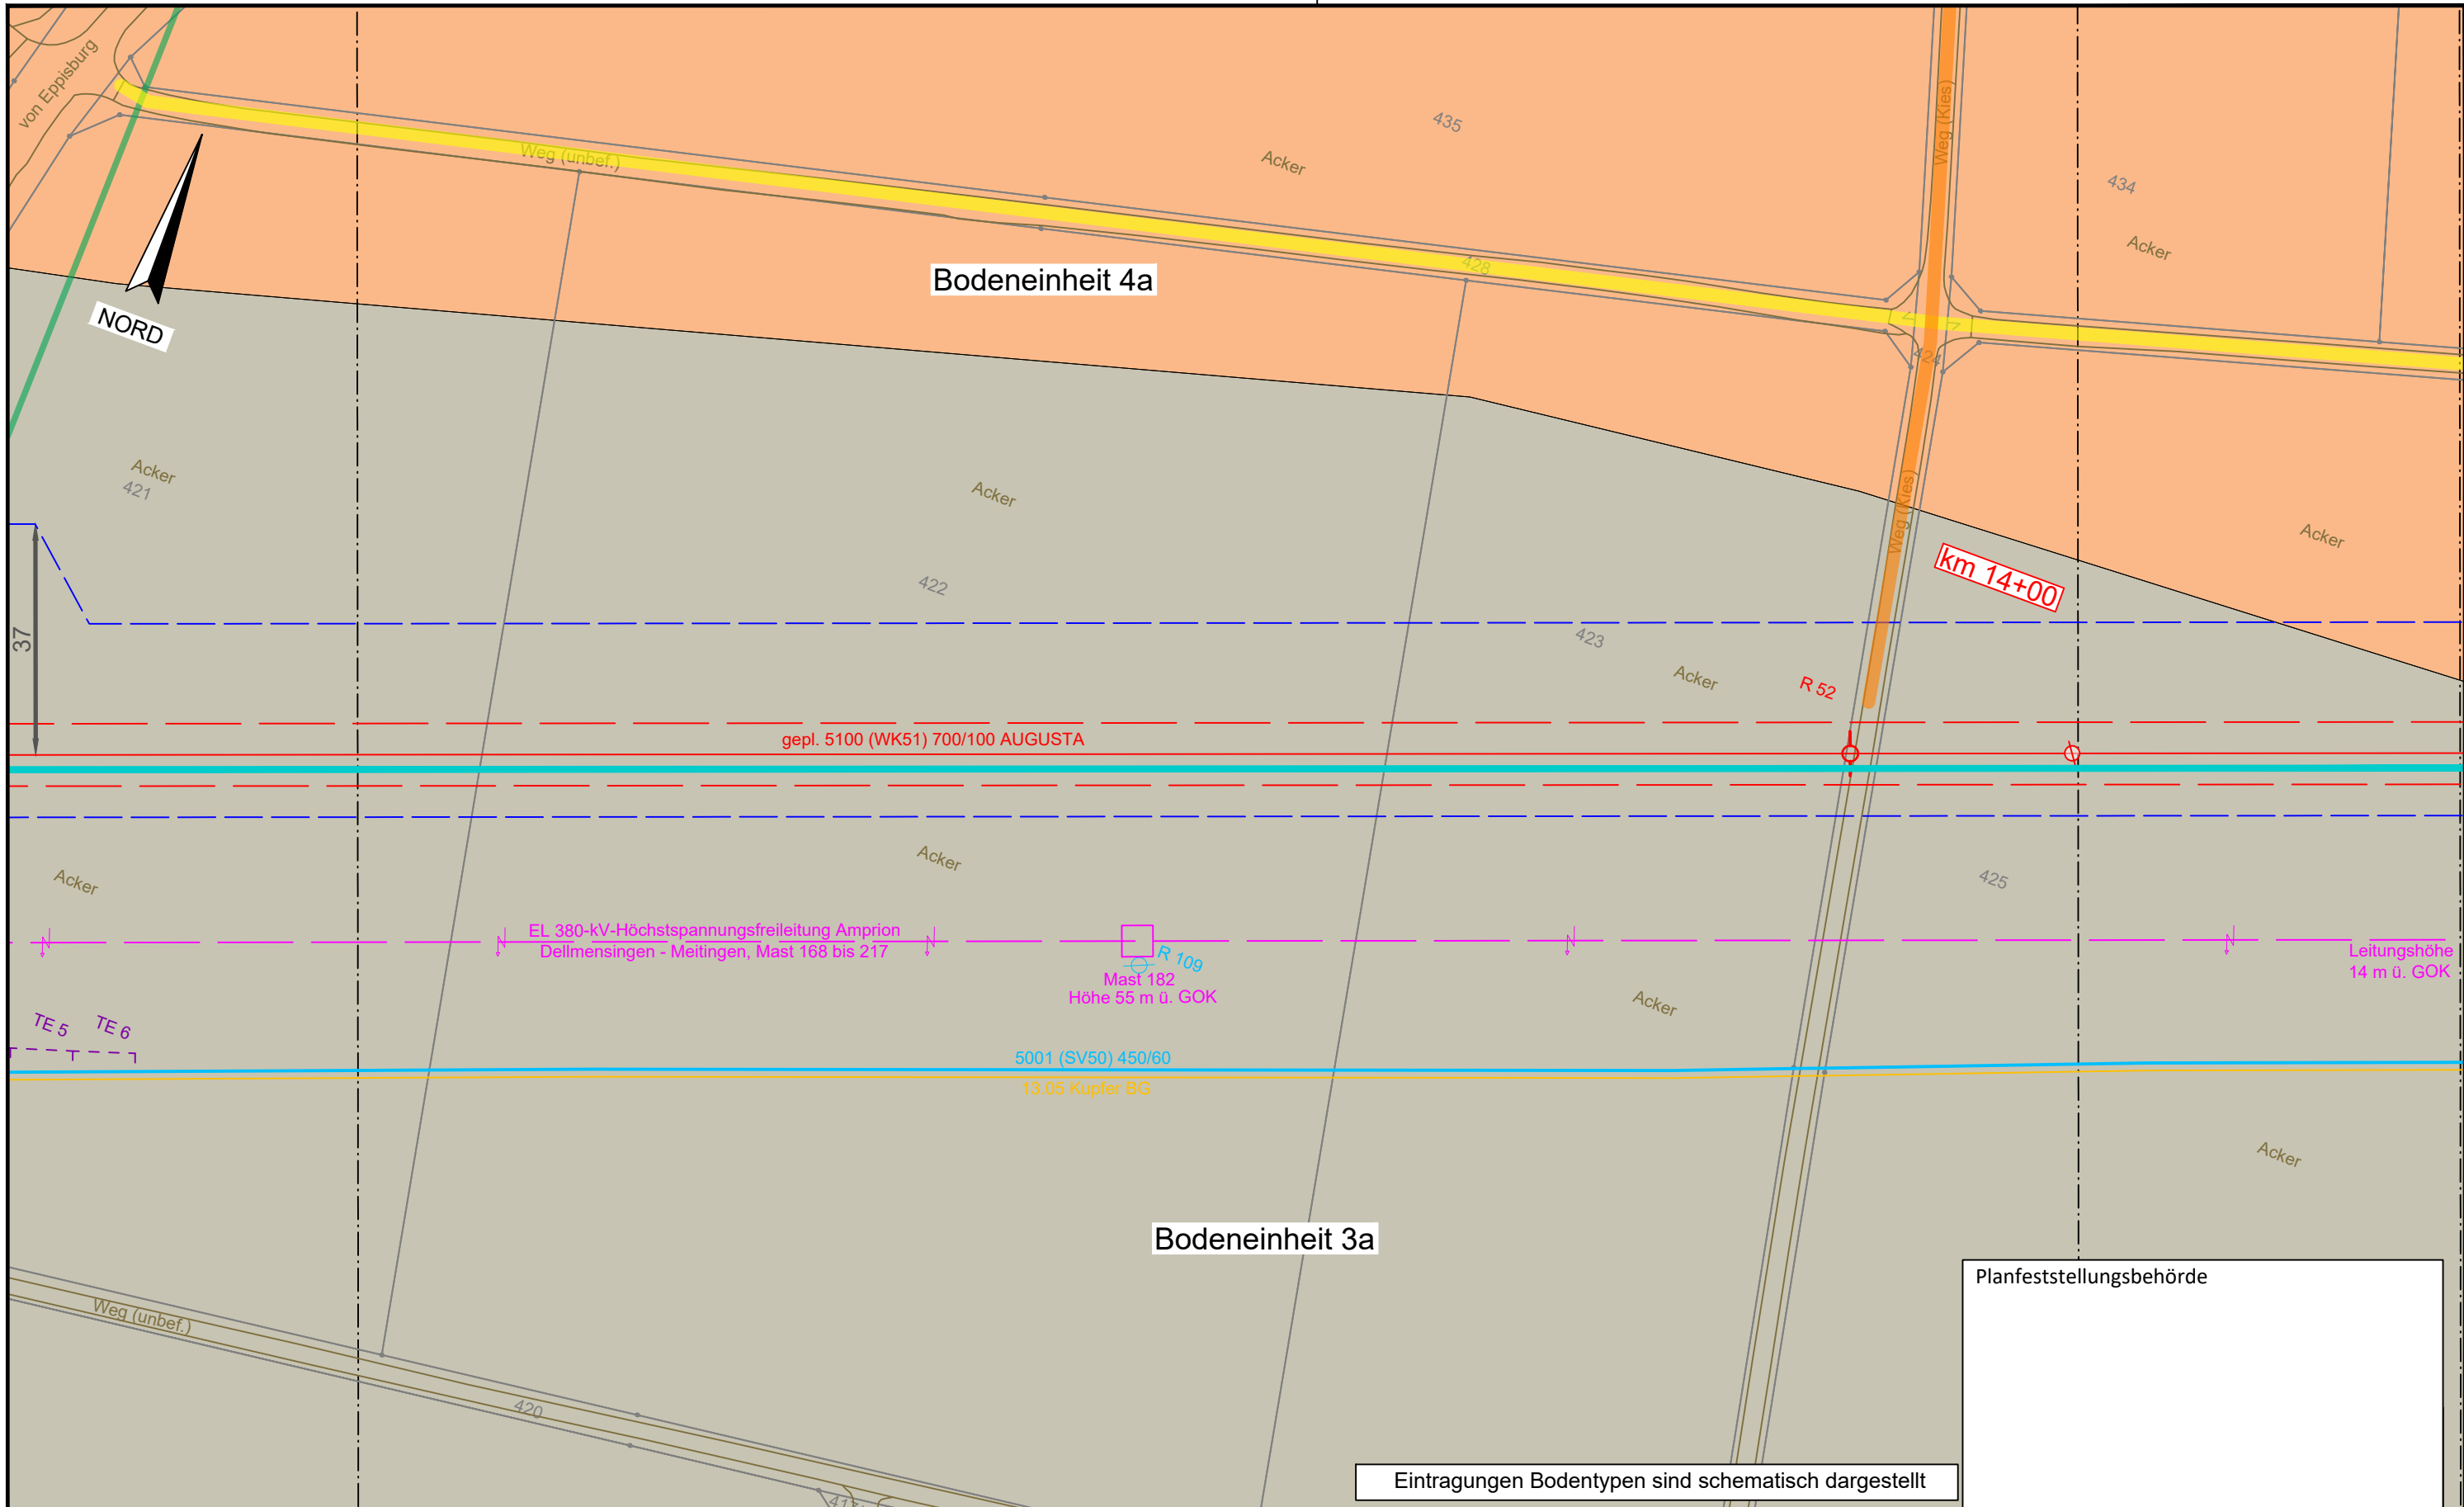 von Eppisburg
435
Acker
Weg (unbef.)
Weg (Kies)
434
Acker
Bodeneinheit 4a
428
NORD
424
Acker
421
Acker
Weg (Kies)
Acker
km 14+00
422
37
423
Acker
R 52
gepl. 5100 (WK51) 700/100 AUGUSTA
Acker
Acker
425
EL 380-kV-Höchstspannungsfreileitung Amprion
Dellmensingen - Meitingen, Mast 168 bis 217
R 109
Mast 182
Höhe 55 m ü. GOK
Leitungshöhe
14 m ü. GOK
Acker
TE 5
TE 6
5001 (SV50) 450/60
13.05 Kupfer BG
Acker
Bodeneinheit 3a
Planfeststellungsbehörde
Weg (unbef.)
420
Eintragungen Bodentypen sind schematisch dargestellt